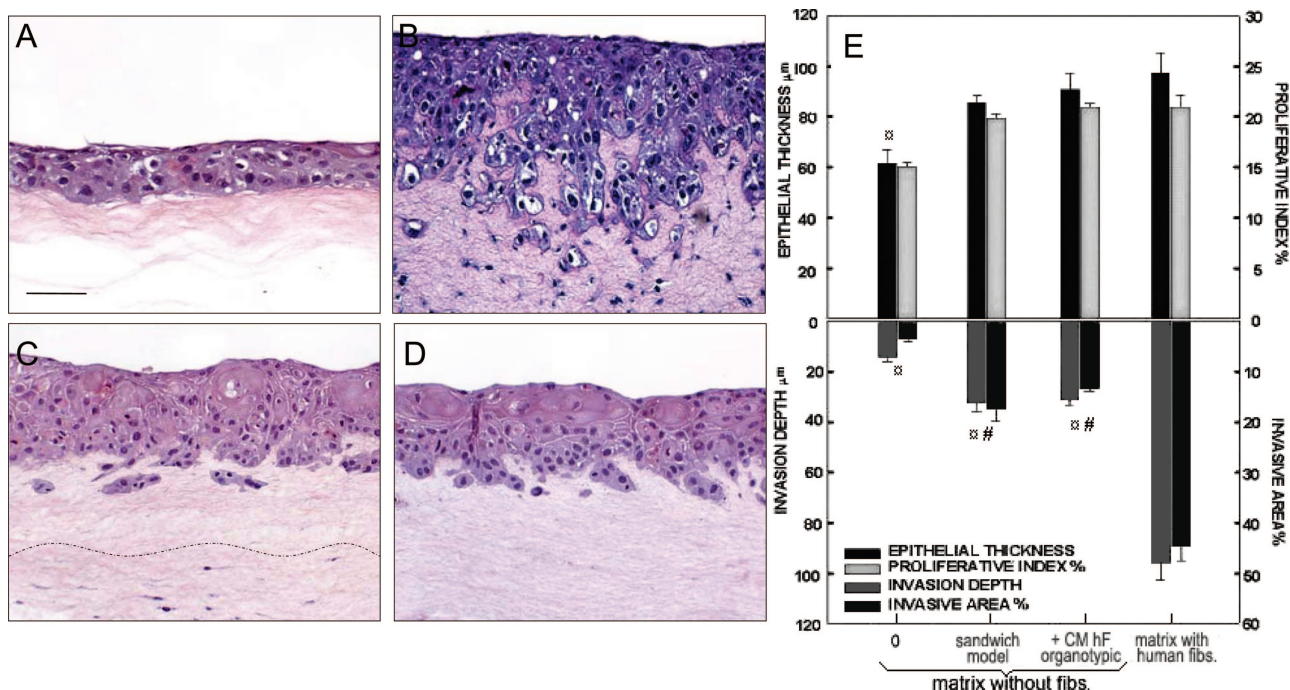 A
B
C
D
E
120
100
80
60
40
20
EPITHELIAL THICKNESS µm
30
25
20
15
10
5
PROLIFERATIVE INDEX%
¤
0
20
40
60
80
100
120
INVASION DEPTH µm
0
10
20
30
40
50
60
INVASIVE AREA%
¤
¤ #
¤ #
EPITHELIAL THICKNESS
PROLIFERATIVE INDEX%
INVASION DEPTH
INVASIVE AREA%
0
sandwich
model
+ CM hF
organotypic
matrix with
human fibs.
matrix without fibs.